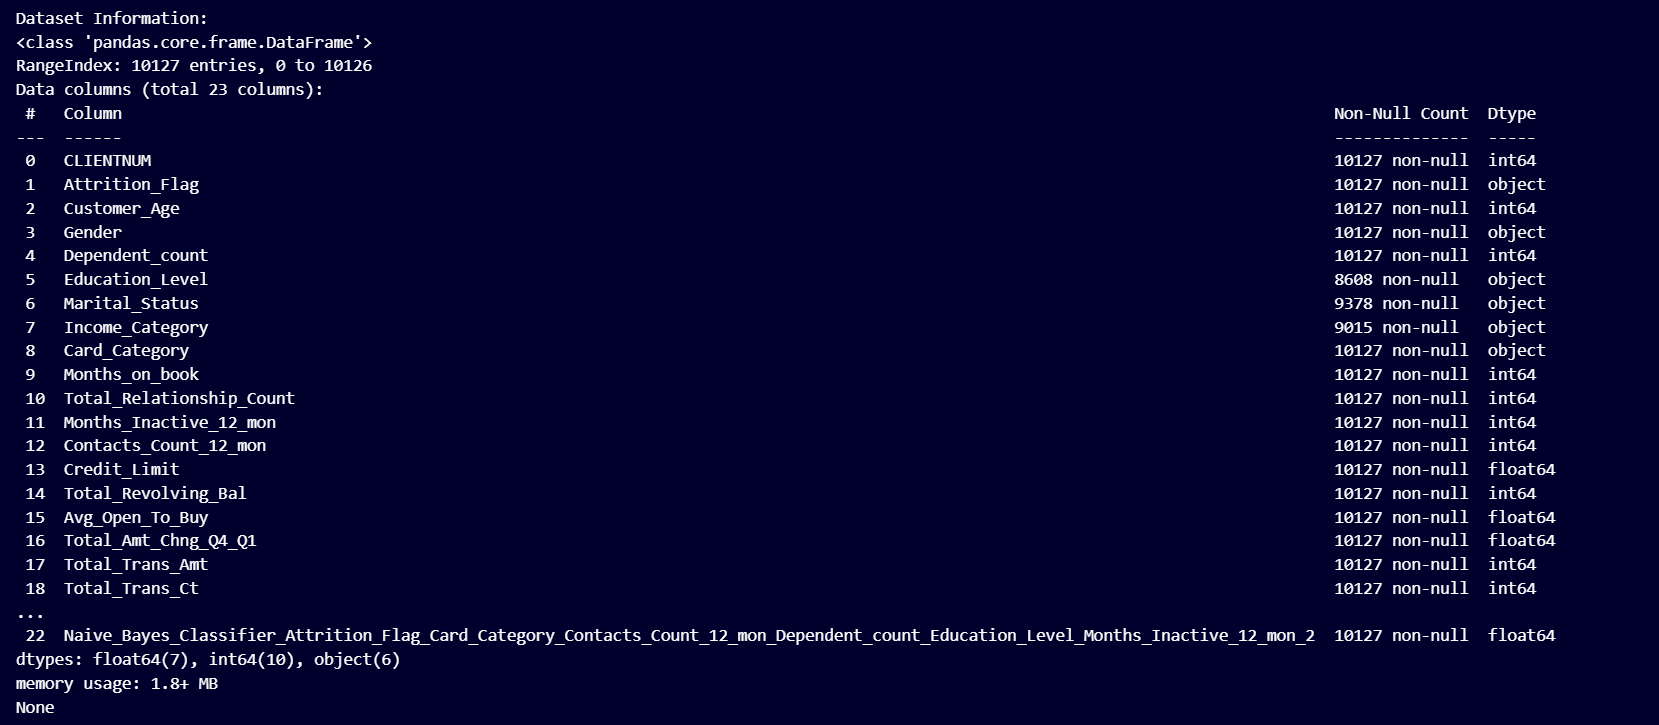 Dataset Information:
<class 'pandas.core.frame.DataFrame'>
RangeIndex: 10127 entries, 0 to 10126
Data columns (total 23 columns):
 #   Column                                                                                                                              Non-Null Count  Dtype
---  ------                                                                                                                              --------------  -----
 0   CLIENTNUM                                                                                                                           10127 non-null  int64
 1   Attrition_Flag                                                                                                                      10127 non-null  object
 2   Customer_Age                                                                                                                        10127 non-null  int64
 3   Gender                                                                                                                              10127 non-null  object
 4   Dependent_count                                                                                                                     10127 non-null  int64
 5   Education_Level                                                                                                                     8608 non-null   object
 6   Marital_Status                                                                                                                      9378 non-null   object
 7   Income_Category                                                                                                                     9015 non-null   object
 8   Card_Category                                                                                                                       10127 non-null  object
 9   Months_on_book                                                                                                                      10127 non-null  int64
 10  Total_Relationship_Count                                                                                                            10127 non-null  int64
 11  Months_Inactive_12_mon                                                                                                              10127 non-null  int64
 12  Contacts_Count_12_mon                                                                                                               10127 non-null  int64
 13  Credit_Limit                                                                                                                        10127 non-null  float64
 14  Total_Revolving_Bal                                                                                                                 10127 non-null  int64
 15  Avg_Open_To_Buy                                                                                                                     10127 non-null  float64
 16  Total_Amt_Chng_Q4_Q1                                                                                                                10127 non-null  float64
 17  Total_Trans_Amt                                                                                                                     10127 non-null  int64
 18  Total_Trans_Ct                                                                                                                      10127 non-null  int64
...
 22  Naive_Bayes_Classifier_Attrition_Flag_Card_Category_Contacts_Count_12_mon_Dependent_count_Education_Level_Months_Inactive_12_mon_2  10127 non-null  float64
dtypes: float64(7), int64(10), object(6)
memory usage: 1.8+ MB
None